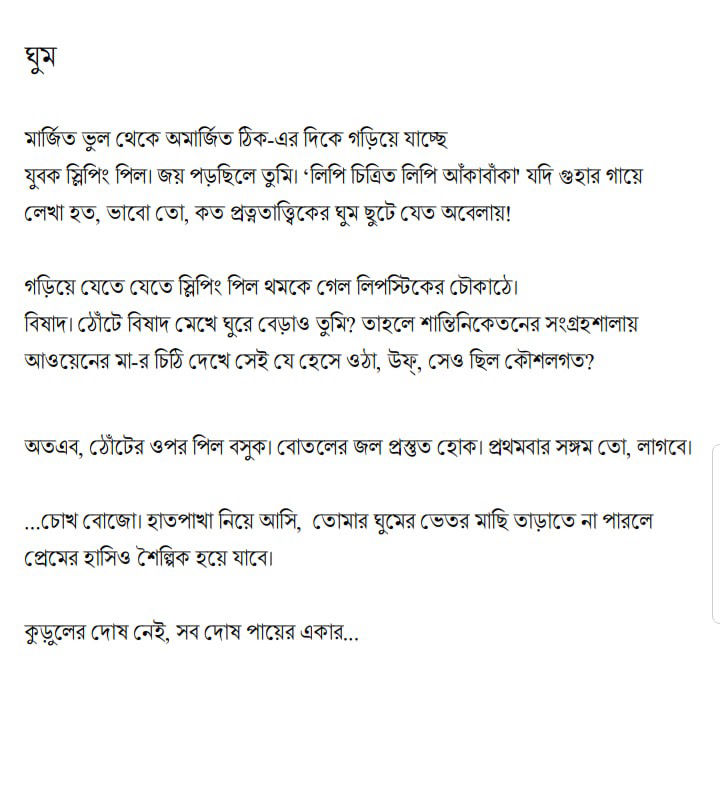 ঘুম
মার্জিত ভুল থেকে অমার্জিত ঠিক-এর দিকে গড়িয়ে যাচ্ছে
যুবক স্লিপিং পিল। জয় পড়ছিলে তুমি। ‘লিপি চিত্রিত লিপি আঁকাবাঁকা' যদি গুহার গায়ে
লেখা হত, ভাবো তো, কত প্রত্নতাত্ত্বিকের ঘুম ছুটে যেত অবেলায়!
গড়িয়ে যেতে যেতে স্লিপিং পিল থমকে গেল লিপস্টিকের চৌকাঠে।
বিষাদ। ঠোঁটে বিষাদ মেখে ঘুরে বেড়াও তুমি? তাহলে শান্তিনিকেতনের সংগ্রহশালায়
আওয়েনের মা-র চিঠি দেখে সেই যে হেসে ওঠা, উফ্, সেও ছিল কৌশলগত?
অতএব, ঠোঁটের ওপর পিল বসুক। বোতলের জল প্রস্তুত হোক। প্রথমবার সঙ্গম তো, লাগবে।
...চোখ বোজো। হাতপাখা নিয়ে আসি, তোমার ঘুমের ভেতর মাছি তাড়াতে না পারলে
প্রেমের হাসিও শৈল্পিক হয়ে যাবে।
কুড়ুলের দোষ নেই, সব দোষ পায়ের একার...